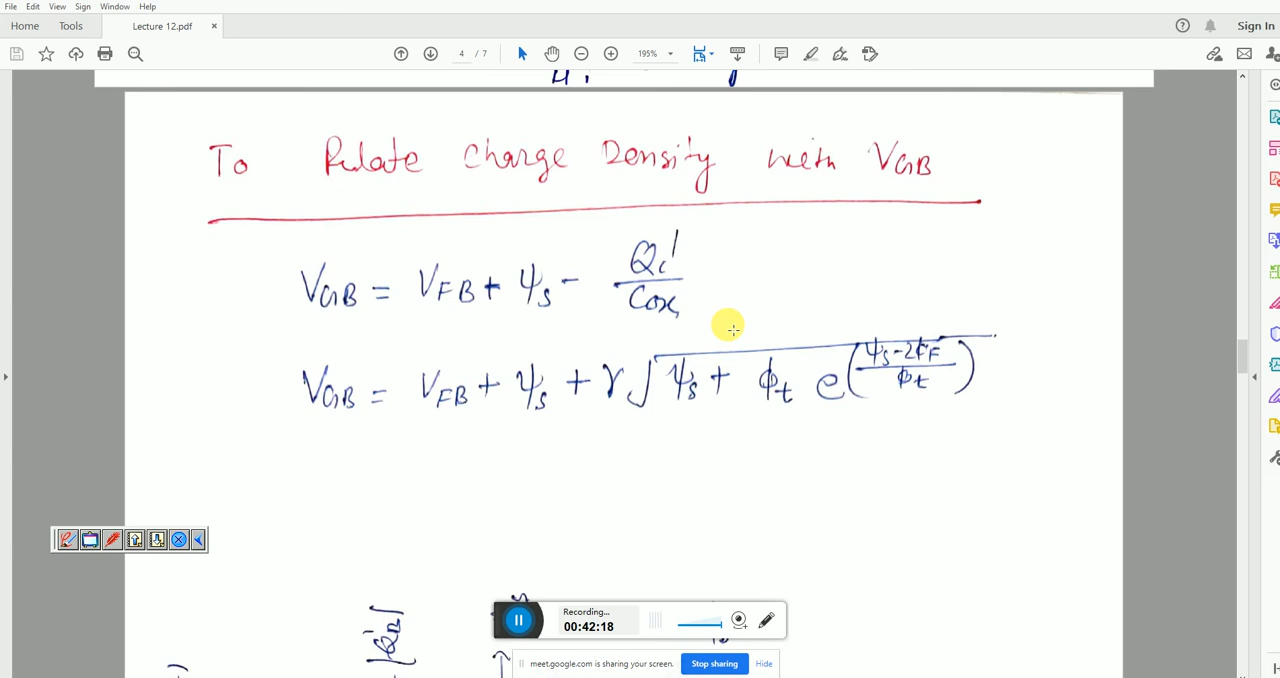 File Edit View Sign Window Help
Home Tools Lecture 12.pdf × Sign In
4 / 7 195%
To Relate Charge Density with VGB
VGB = VFB + ψs - Qc' / Cox
VGB = VFB + ψs + γ √ ψs + ϕt e^((ψs - 2ϕF) / ϕt)
Recording...
00:42:18
|QB|
meet.google.com is sharing your screen. Stop sharing Hide